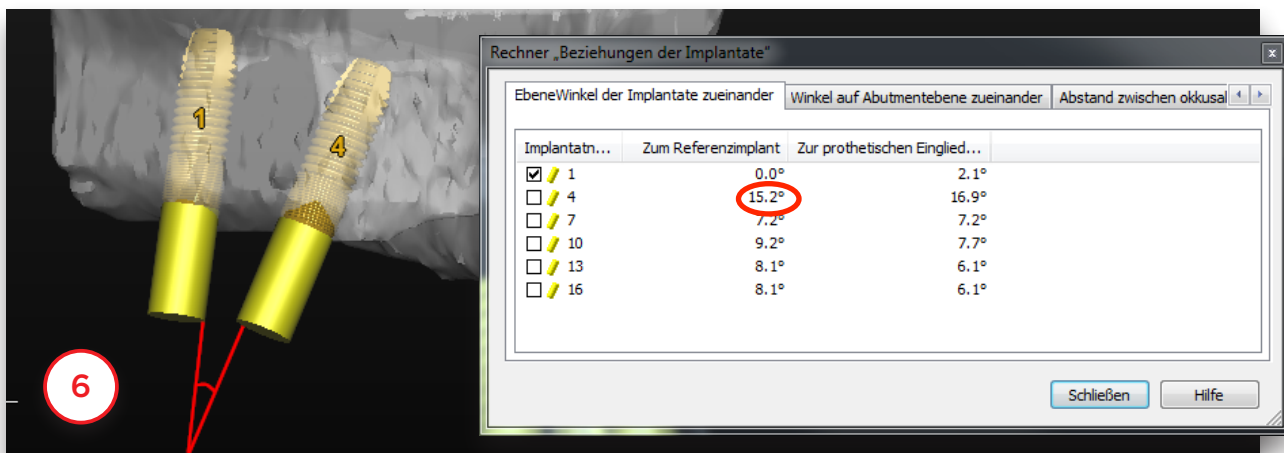 1
4
6
Rechner „Beziehungen der Implantate"
x
EbeneWinkel der Implantate zueinander Winkel auf Abutmentebene zueinander Abstand zwischen okkusal
Implantatn... Zum Referenzimplant Zur prothetischen Einglied...
1 0.0° 2.1°
4 15.2° 16.9°
7 7.2° 7.2°
10 9.2° 7.7°
13 8.1° 6.1°
16 8.1° 6.1°
Schließen Hilfe